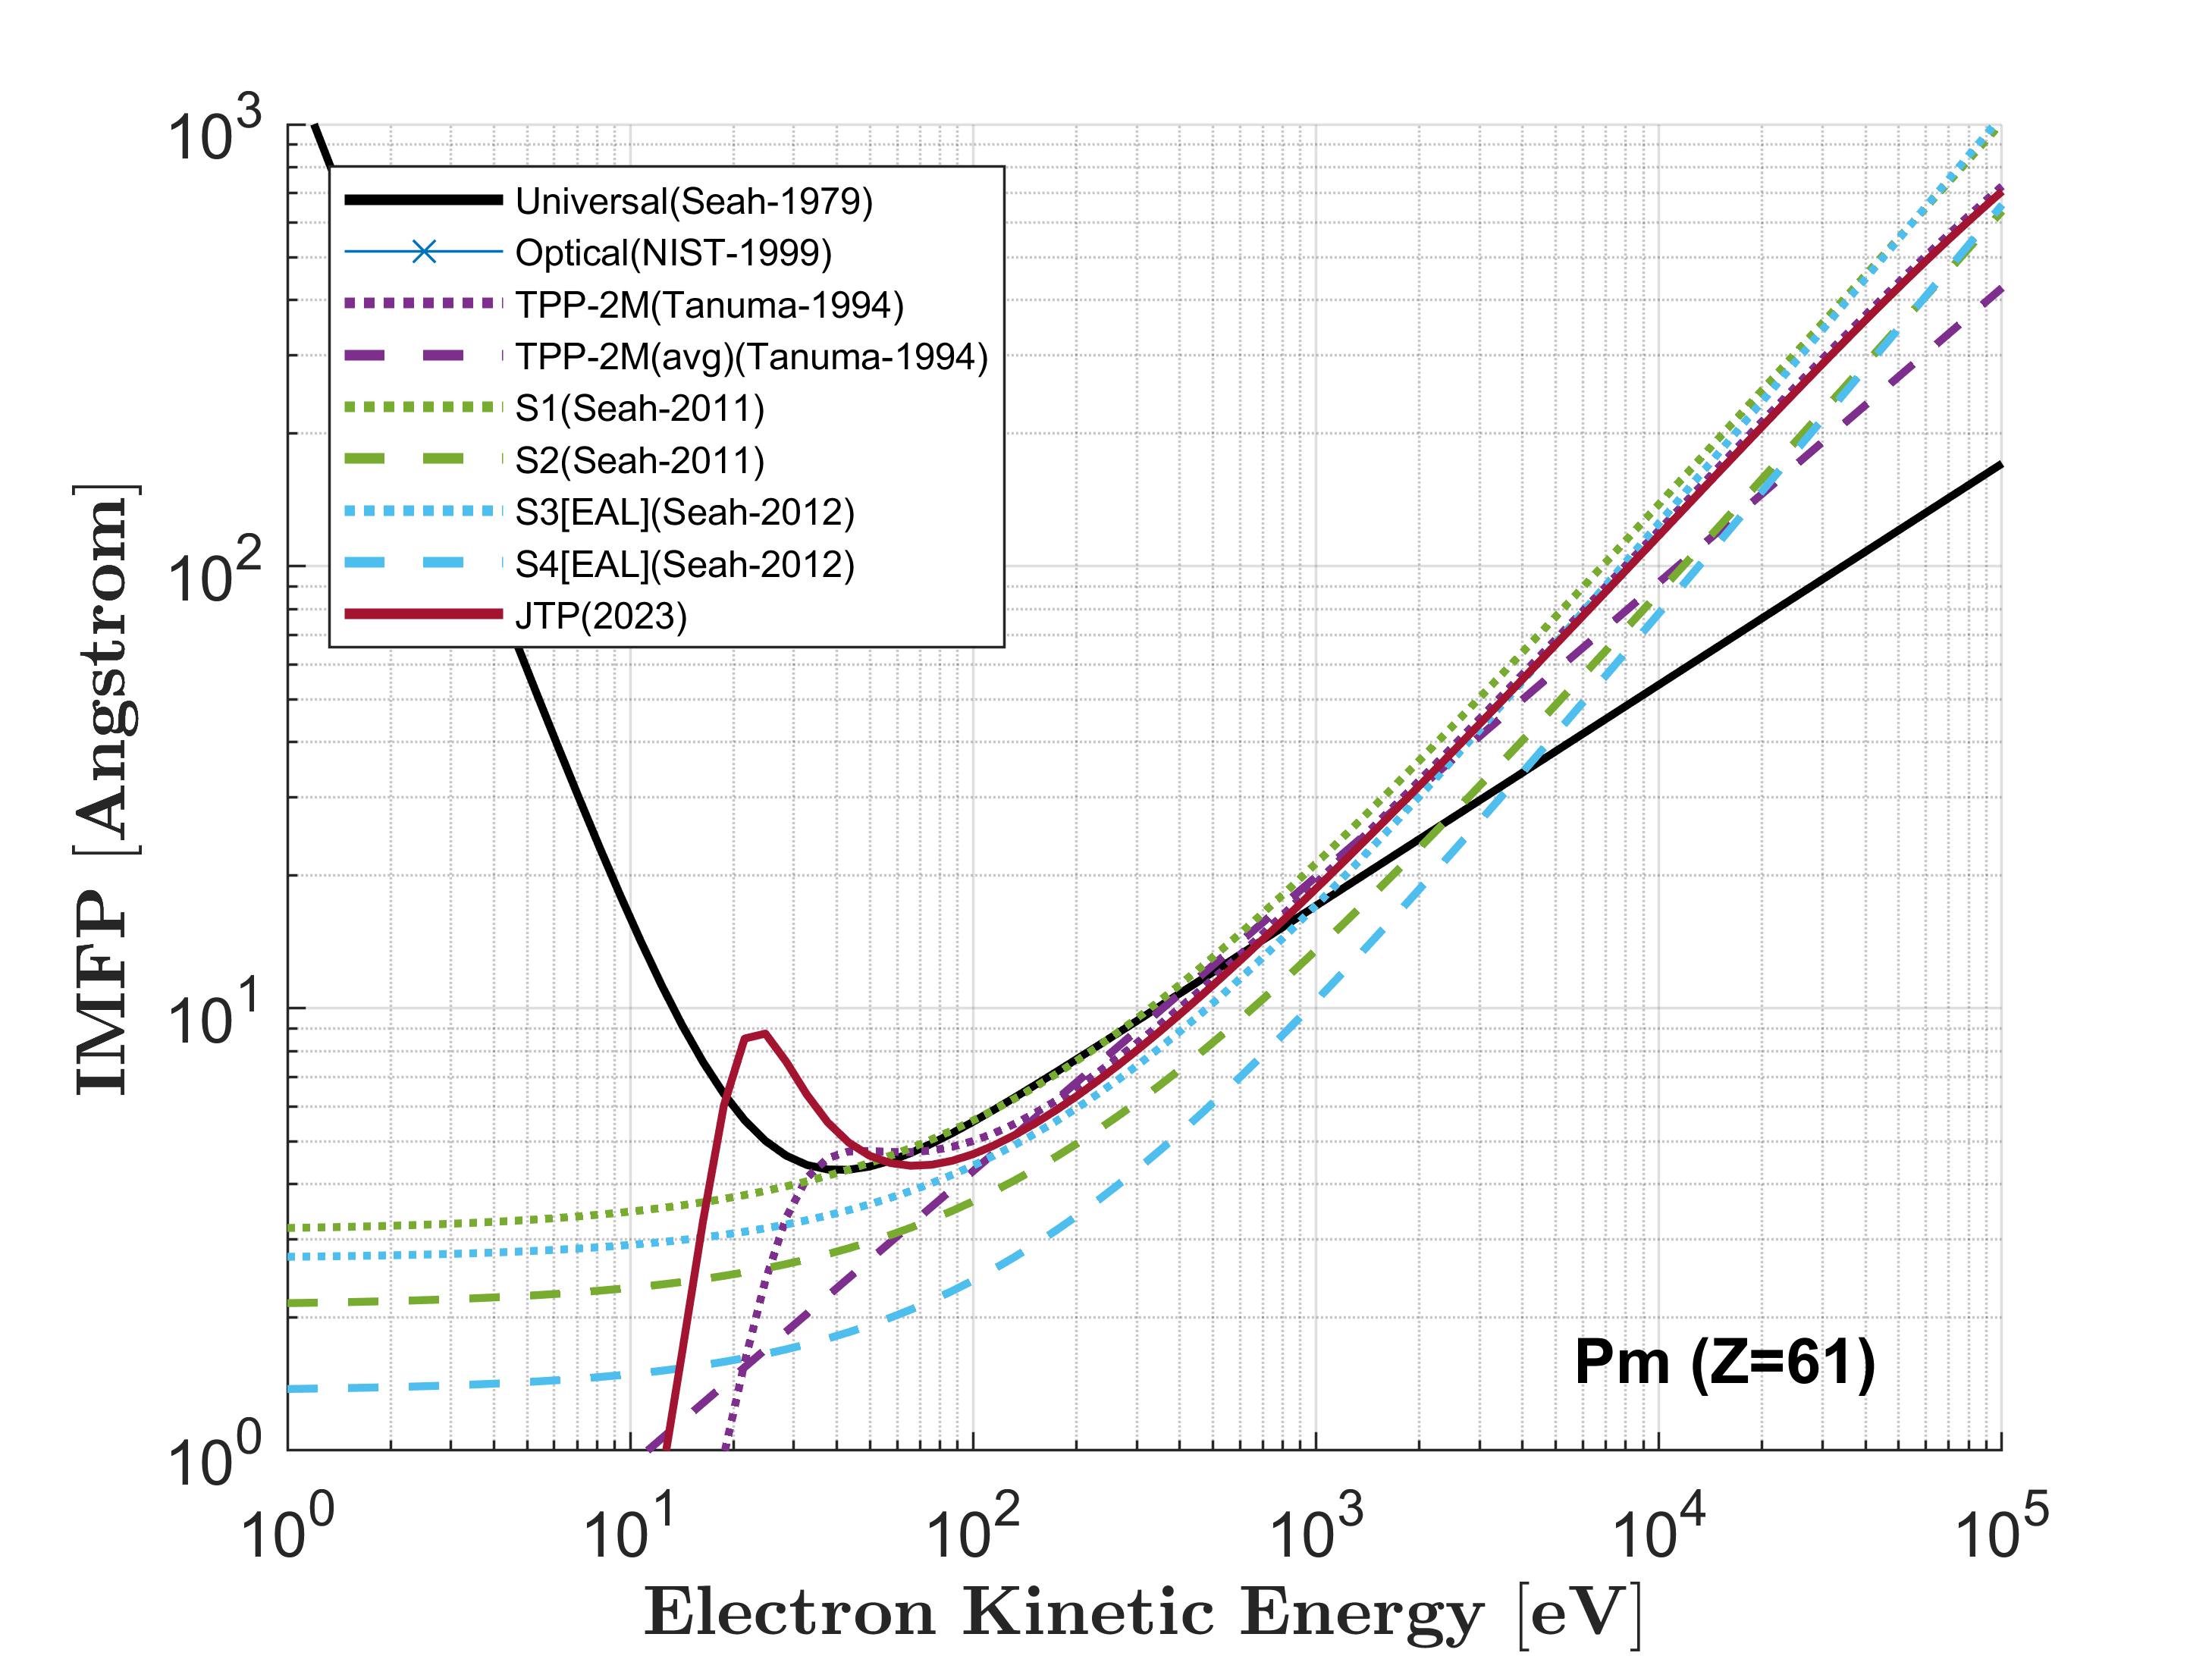 10^3
10^2
10^1
10^0
IMFP [Angstrom]
Universal(Seah-1979)
Optical(NIST-1999)
TPP-2M(Tanuma-1994)
TPP-2M(avg)(Tanuma-1994)
S1(Seah-2011)
S2(Seah-2011)
S3[EAL](Seah-2012)
S4[EAL](Seah-2012)
JTP(2023)
Pm (Z=61)
10^0 10^1 10^2 10^3 10^4 10^5
Electron Kinetic Energy [eV]